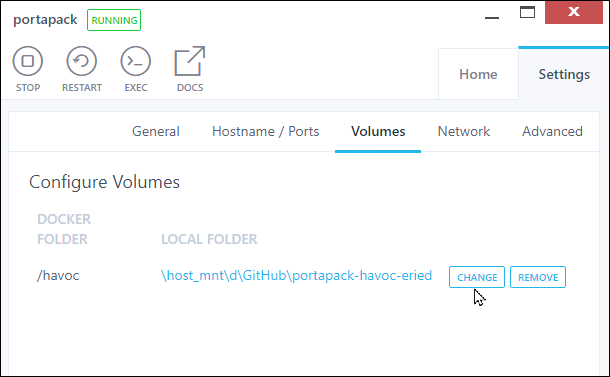 portapack RUNNING
STOP RESTART EXEC DOCS
Home Settings
General Hostname / Ports Volumes Network Advanced
Configure Volumes
DOCKER
FOLDER LOCAL FOLDER
/havoc \host_mnt\d\GitHub\portapack-havoc-eried CHANGE REMOVE